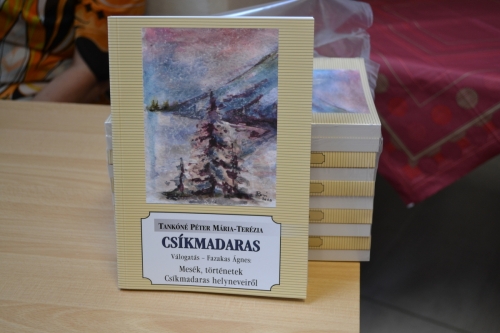 Tankóné Péter Mária-Terézia
CSÍKMADARAS
Válogatás – Fazakas Ágnes
Mesék, történetek
Csíkmadaras helyneveiről